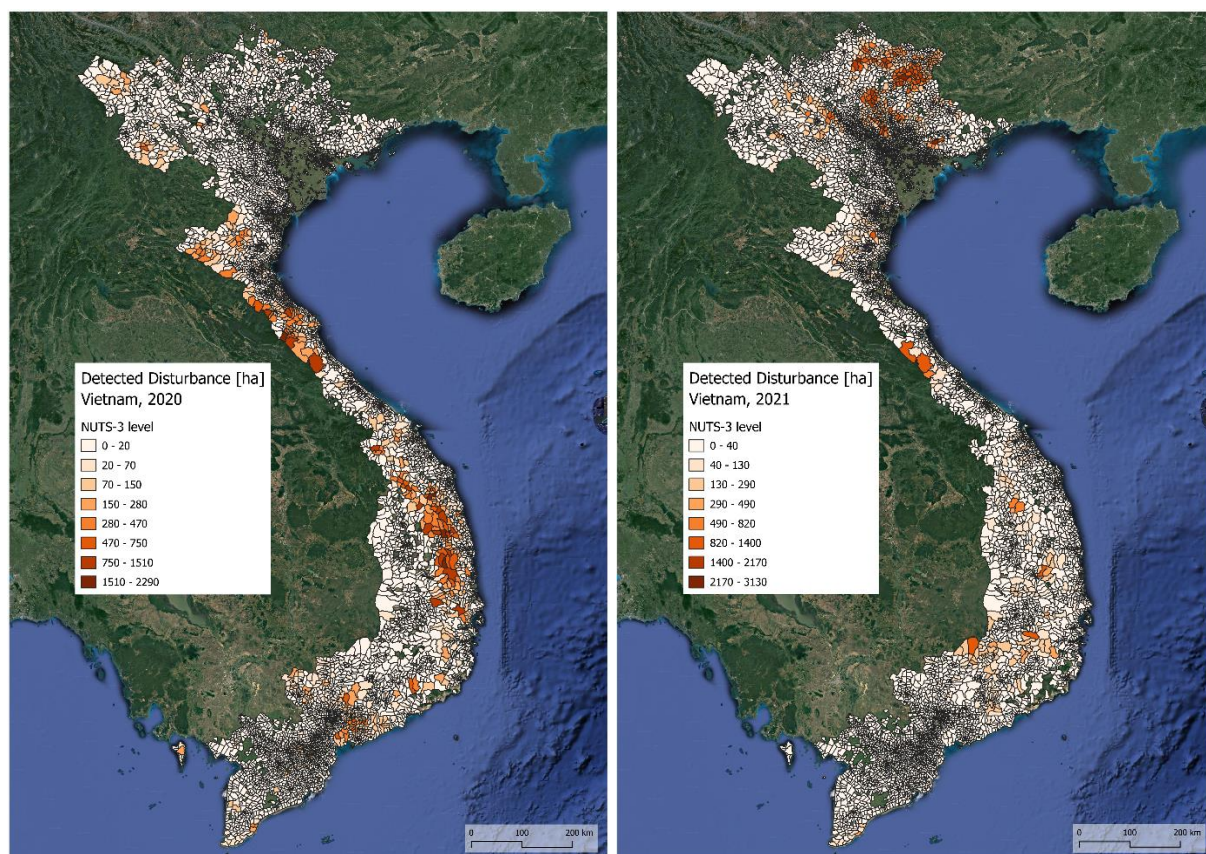 Detected Disturbance [ha]
Vietnam, 2020
NUTS-3 level
0 - 20
20 - 70
70 - 150
150 - 280
280 - 470
470 - 750
750 - 1510
1510 - 2290
0 100 200 km
Detected Disturbance [ha]
Vietnam, 2021
NUTS-3 level
0 - 40
40 - 130
130 - 290
290 - 490
490 - 820
820 - 1400
1400 - 2170
2170 - 3130
0 100 200 km